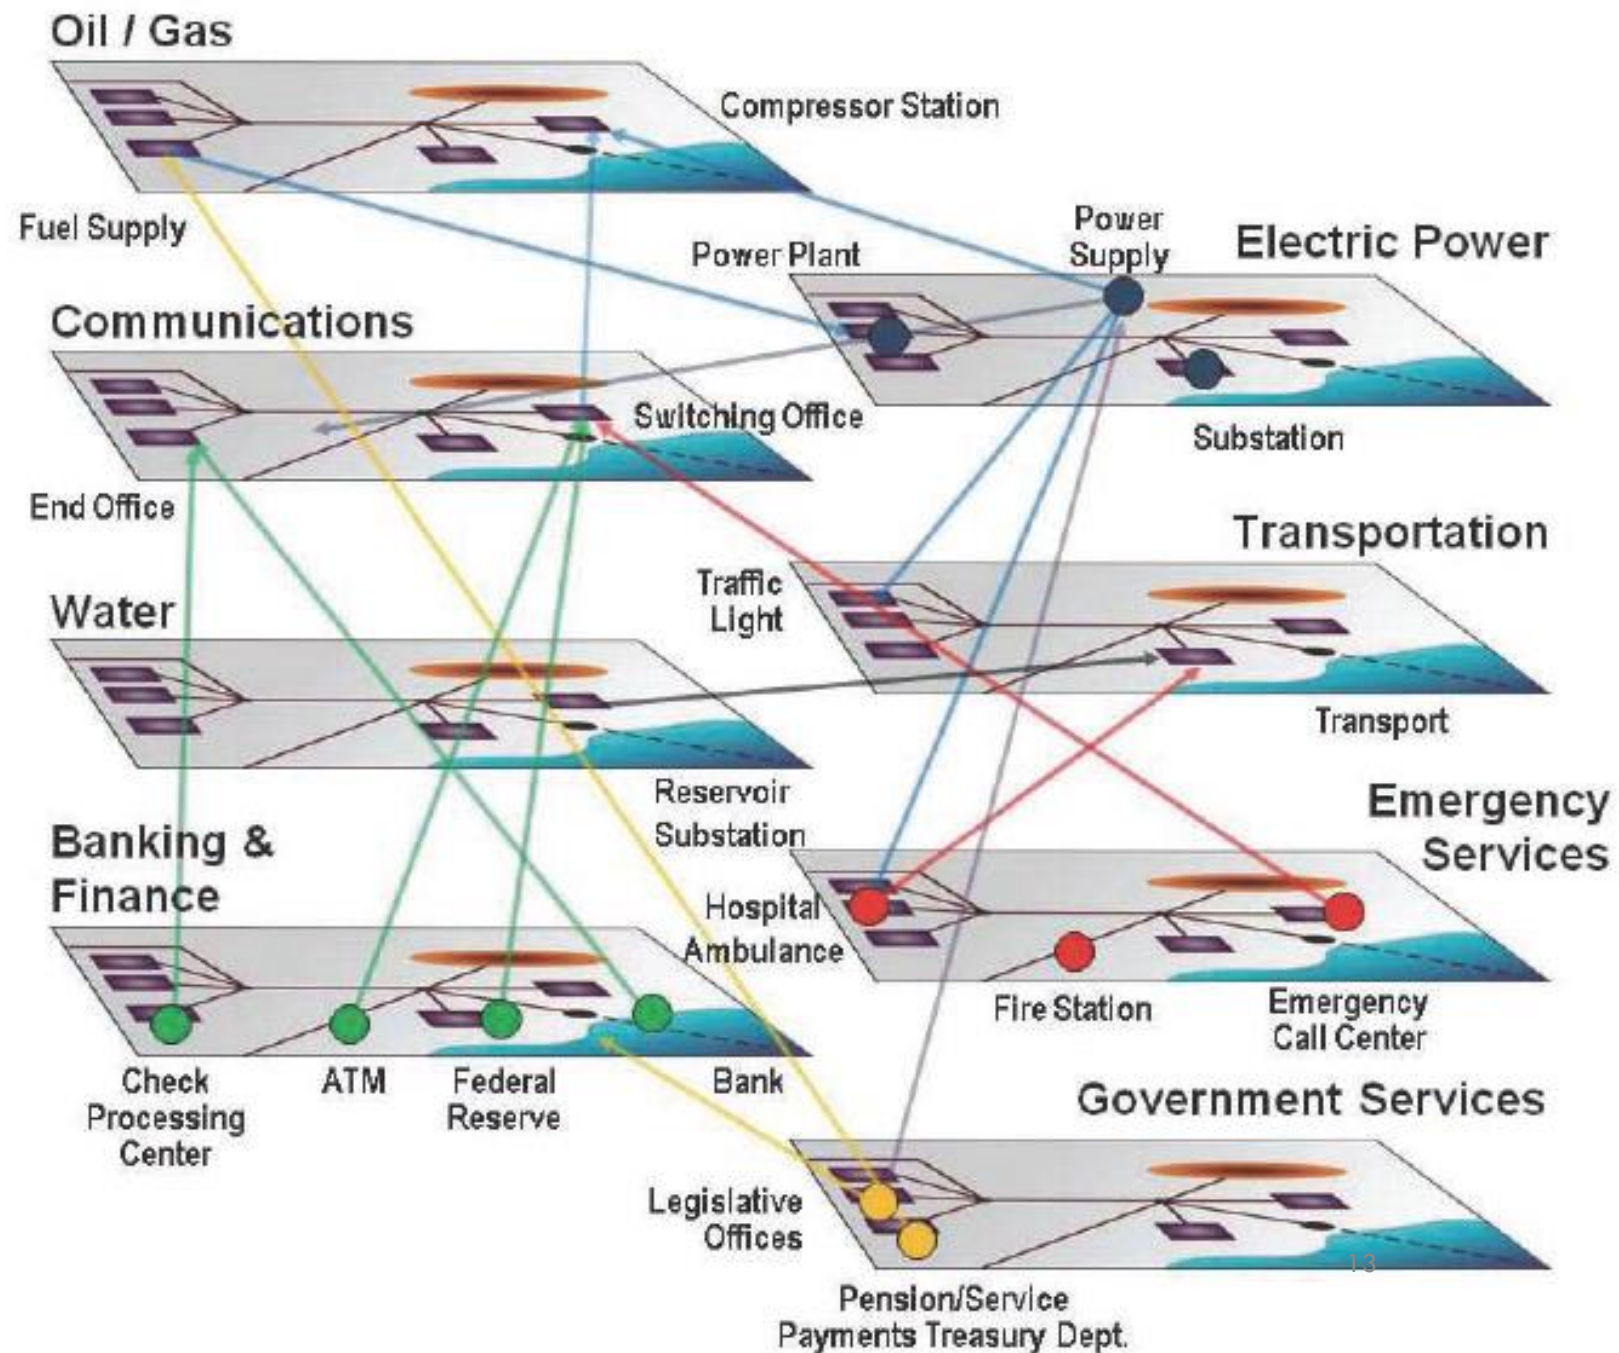 Oil / Gas
Compressor Station
Fuel Supply
Power
Supply
Electric Power
Power Plant
Communications
Switching Office
Substation
End Office
Transportation
Traffic
Light
Water
Transport
Reservoir
Substation
Emergency
Services
Banking &
Finance
Hospital
Ambulance
Fire Station
Emergency
Call Center
Check
Processing
Center
ATM
Federal
Reserve
Bank
Government Services
Legislative
Offices
13
Pension/Service
Payments Treasury Dept.